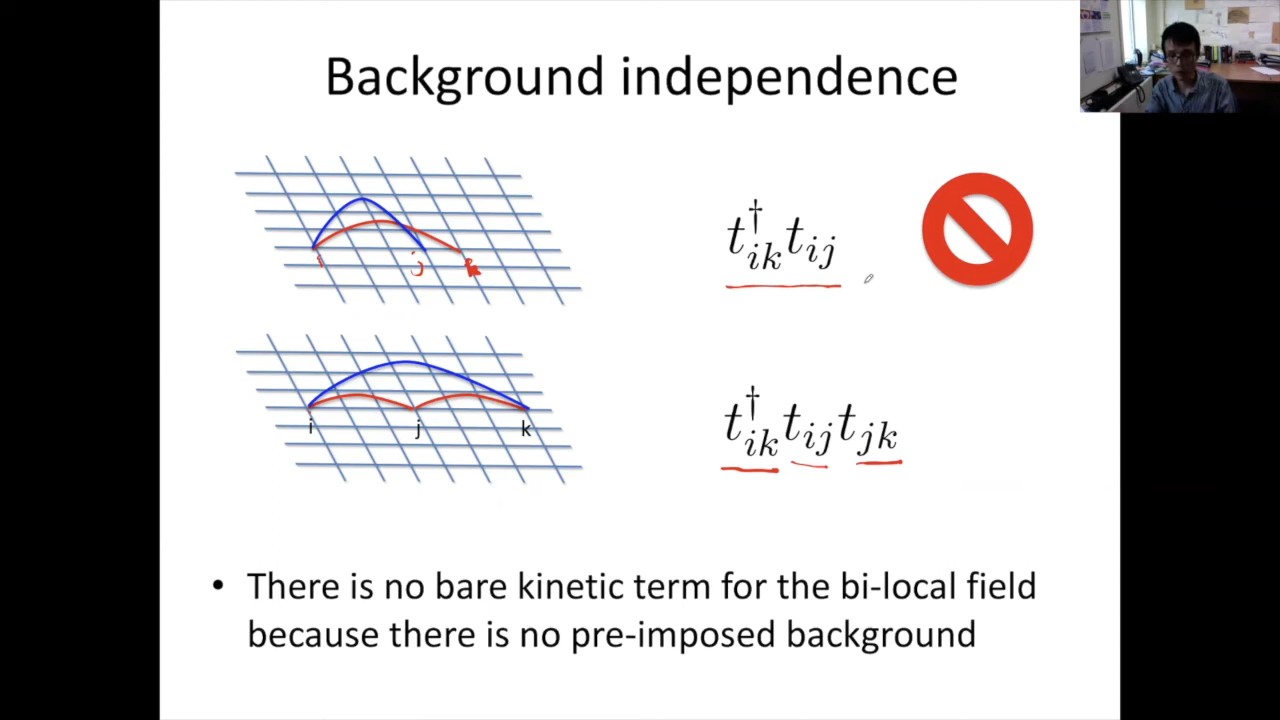 Background independence
i j k
t†ik tij
i j k
t†ik tij tjk
• There is no bare kinetic term for the bi-local field
because there is no pre-imposed background